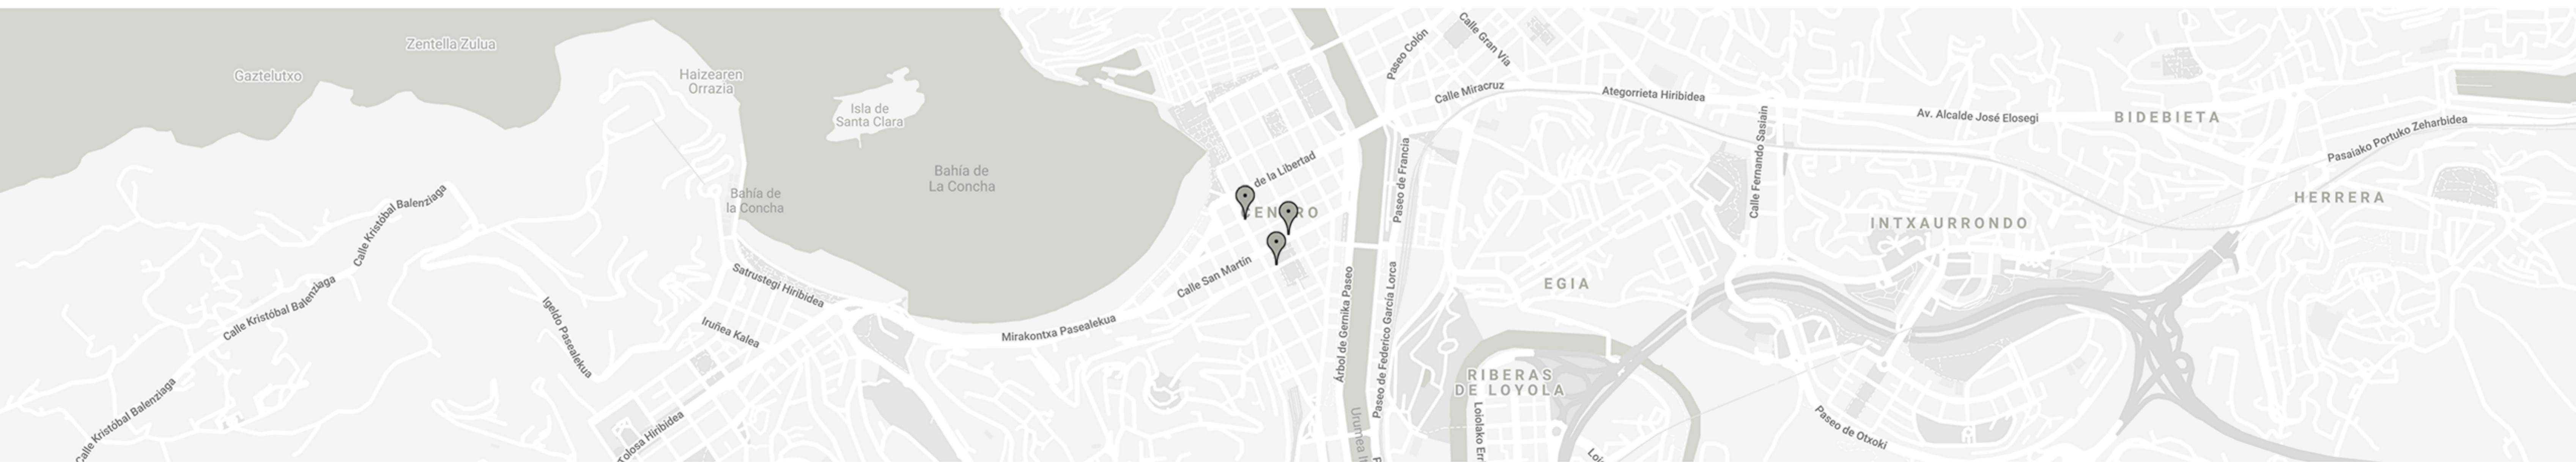 Zentella Zulua
Gaztelutxo
Haizearen
Orrazia
Isla de
Santa Clara
Bahía de
La Concha
Bahía de
la Concha
Calle Kristóbal Balenziaga
Calle Kristóbal Balenziaga
Calle Kristóbal Balenziaga
Igeldo Pasealekua
Satrustegi Hiribidea
Iruñea Kalea
Tolosa Hiribidea
Mirakontxa Pasealekua
Calle San Martín
de la Libertad
CENTRO
Paseo Colón
Calle Gran Vía
Calle Miracruz
Ategorrieta Hiribidea
Paseo de Francia
Árbol de Gernika Paseo
Paseo de Federico García Lorca
Urumea
EGIA
RIBERAS
DE LOYOLA
Loiolako
Calle Fernando Sasiain
Av. Alcalde José Elosegi
BIDEBIETA
Pasaiako Portuko Zeharbidea
HERRERA
INTXAURRONDO
Paseo de Otxoki